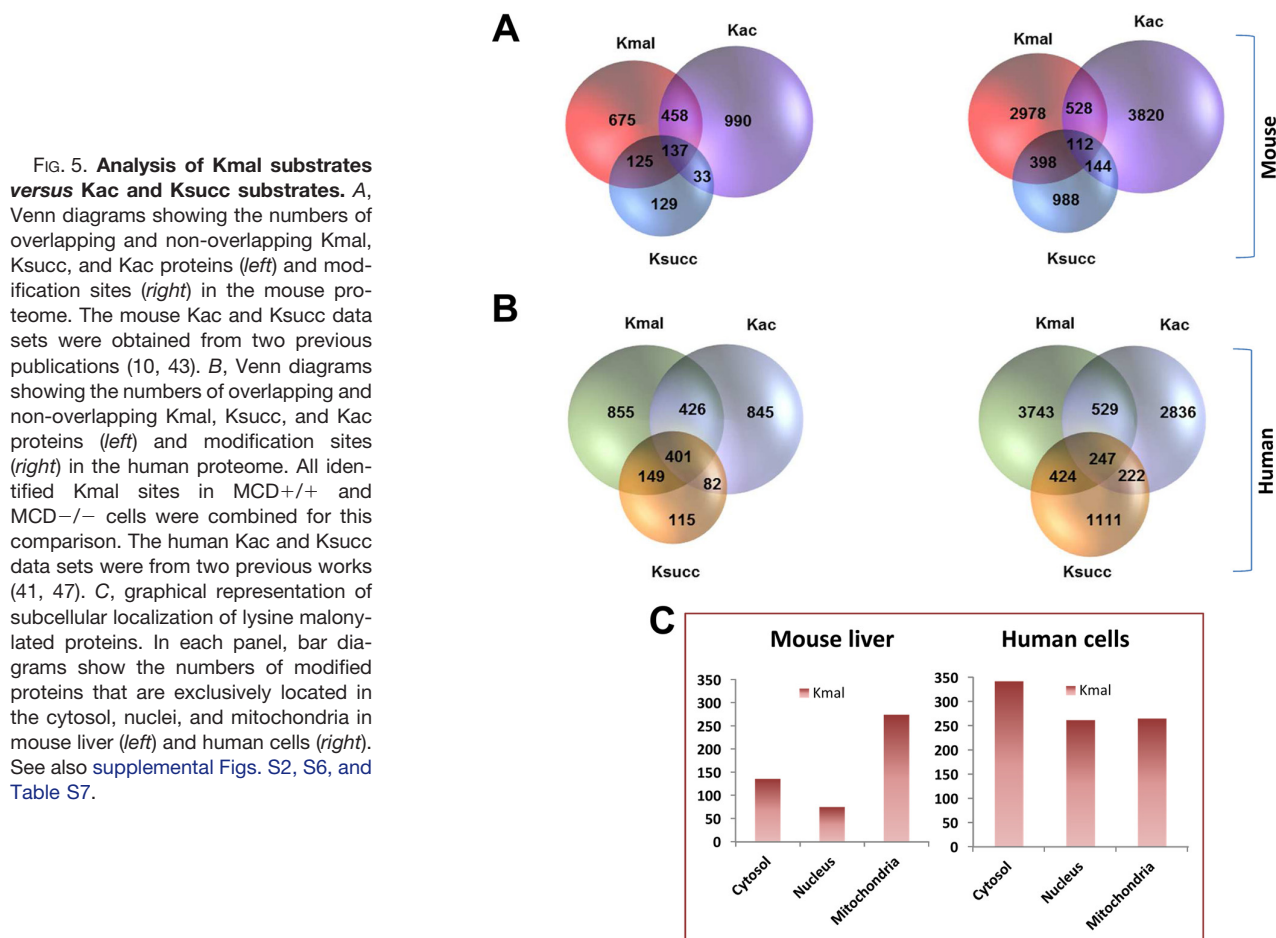 FIG. 5. Analysis of Kmal substrates
versus Kac and Ksucc substrates. A,
Venn diagrams showing the numbers of
overlapping and non-overlapping Kmal,
Ksucc, and Kac proteins (left) and mod-
ification sites (right) in the mouse pro-
teome. The mouse Kac and Ksucc data
sets were obtained from two previous
publications (10, 43). B, Venn diagrams
showing the numbers of overlapping and
non-overlapping Kmal, Ksucc, and Kac
proteins (left) and modification sites
(right) in the human proteome. All iden-
tified Kmal sites in MCD+/+ and
MCD−/− cells were combined for this
comparison. The human Kac and Ksucc
data sets were from two previous works
(41, 47). C, graphical representation of
subcellular localization of lysine malony-
lated proteins. In each panel, bar dia-
grams show the numbers of modified
proteins that are exclusively located in
the cytosol, nuclei, and mitochondria in
mouse liver (left) and human cells (right).
See also supplemental Figs. S2, S6, and
Table S7.
A
Kmal
Kac
675
458
990
137
125
33
129
Ksucc
Kmal
Kac
2978
528
3820
112
398
144
988
Ksucc
Mouse
B
Kmal
Kac
855
426
845
401
149
82
115
Ksucc
Kmal
Kac
3743
529
2836
247
424
222
1111
Ksucc
Human
C
Mouse liver
350
300
250
200
150
100
50
0
Kmal
Cytosol
Nucleus
Mitochondria
Human cells
350
300
250
200
150
100
50
0
Kmal
Cytosol
Nucleus
Mitochondria